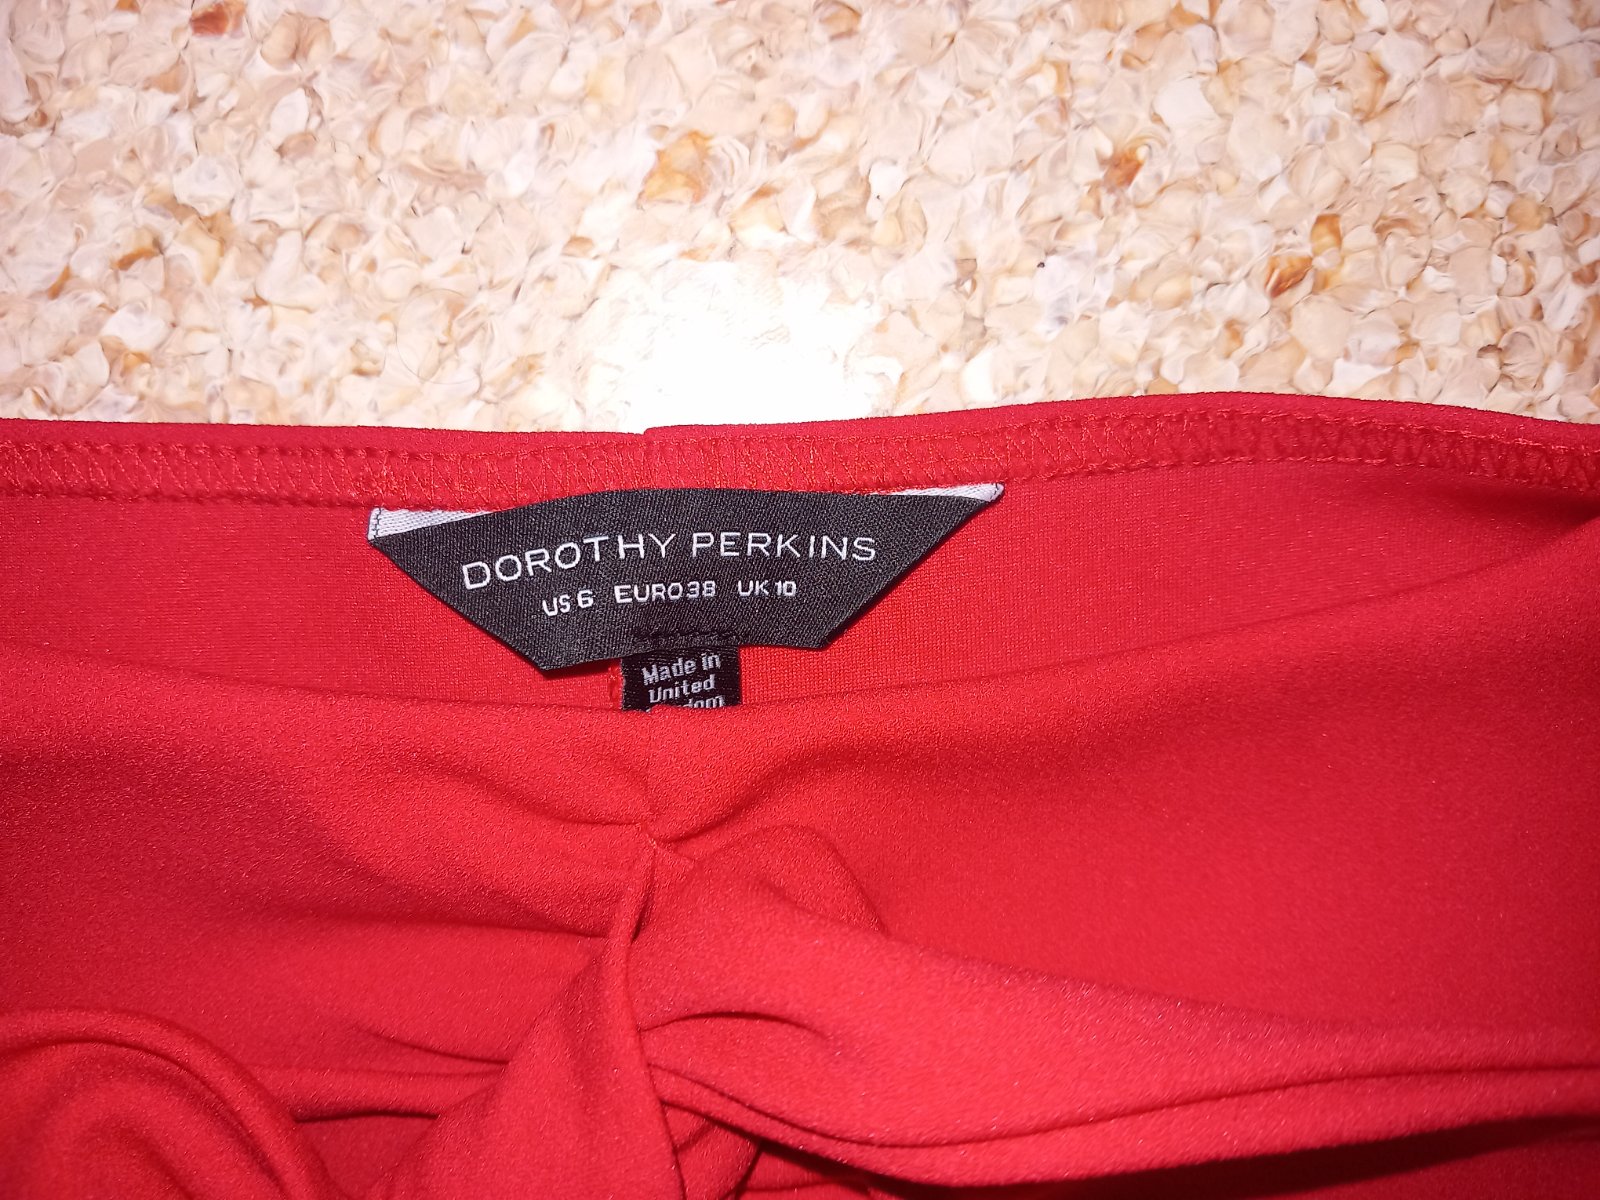 DOROTHY PERKINS
US 6 EURO 38 UK 10
Made in
United